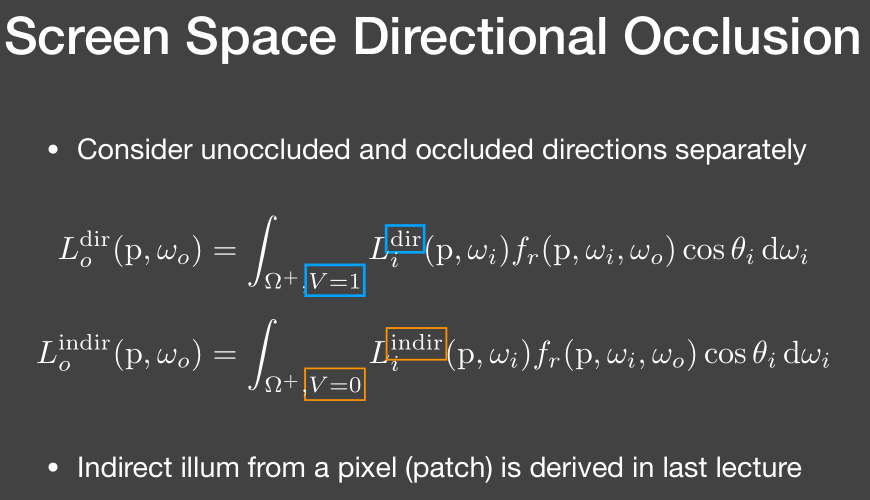 Screen Space Directional Occlusion
• Consider unoccluded and occluded directions separately
$L_o^{\mathrm{dir}}(\mathrm{p}, \omega_o) = \int_{\Omega^+, V=1} L_i^{\mathrm{dir}}(\mathrm{p}, \omega_i) f_r(\mathrm{p}, \omega_i, \omega_o) \cos\theta_i \, \mathrm{d}\omega_i$
$L_o^{\mathrm{indir}}(\mathrm{p}, \omega_o) = \int_{\Omega^+, V=0} L_i^{\mathrm{indir}}(\mathrm{p}, \omega_i) f_r(\mathrm{p}, \omega_i, \omega_o) \cos\theta_i \, \mathrm{d}\omega_i$
• Indirect illum from a pixel (patch) is derived in last lecture